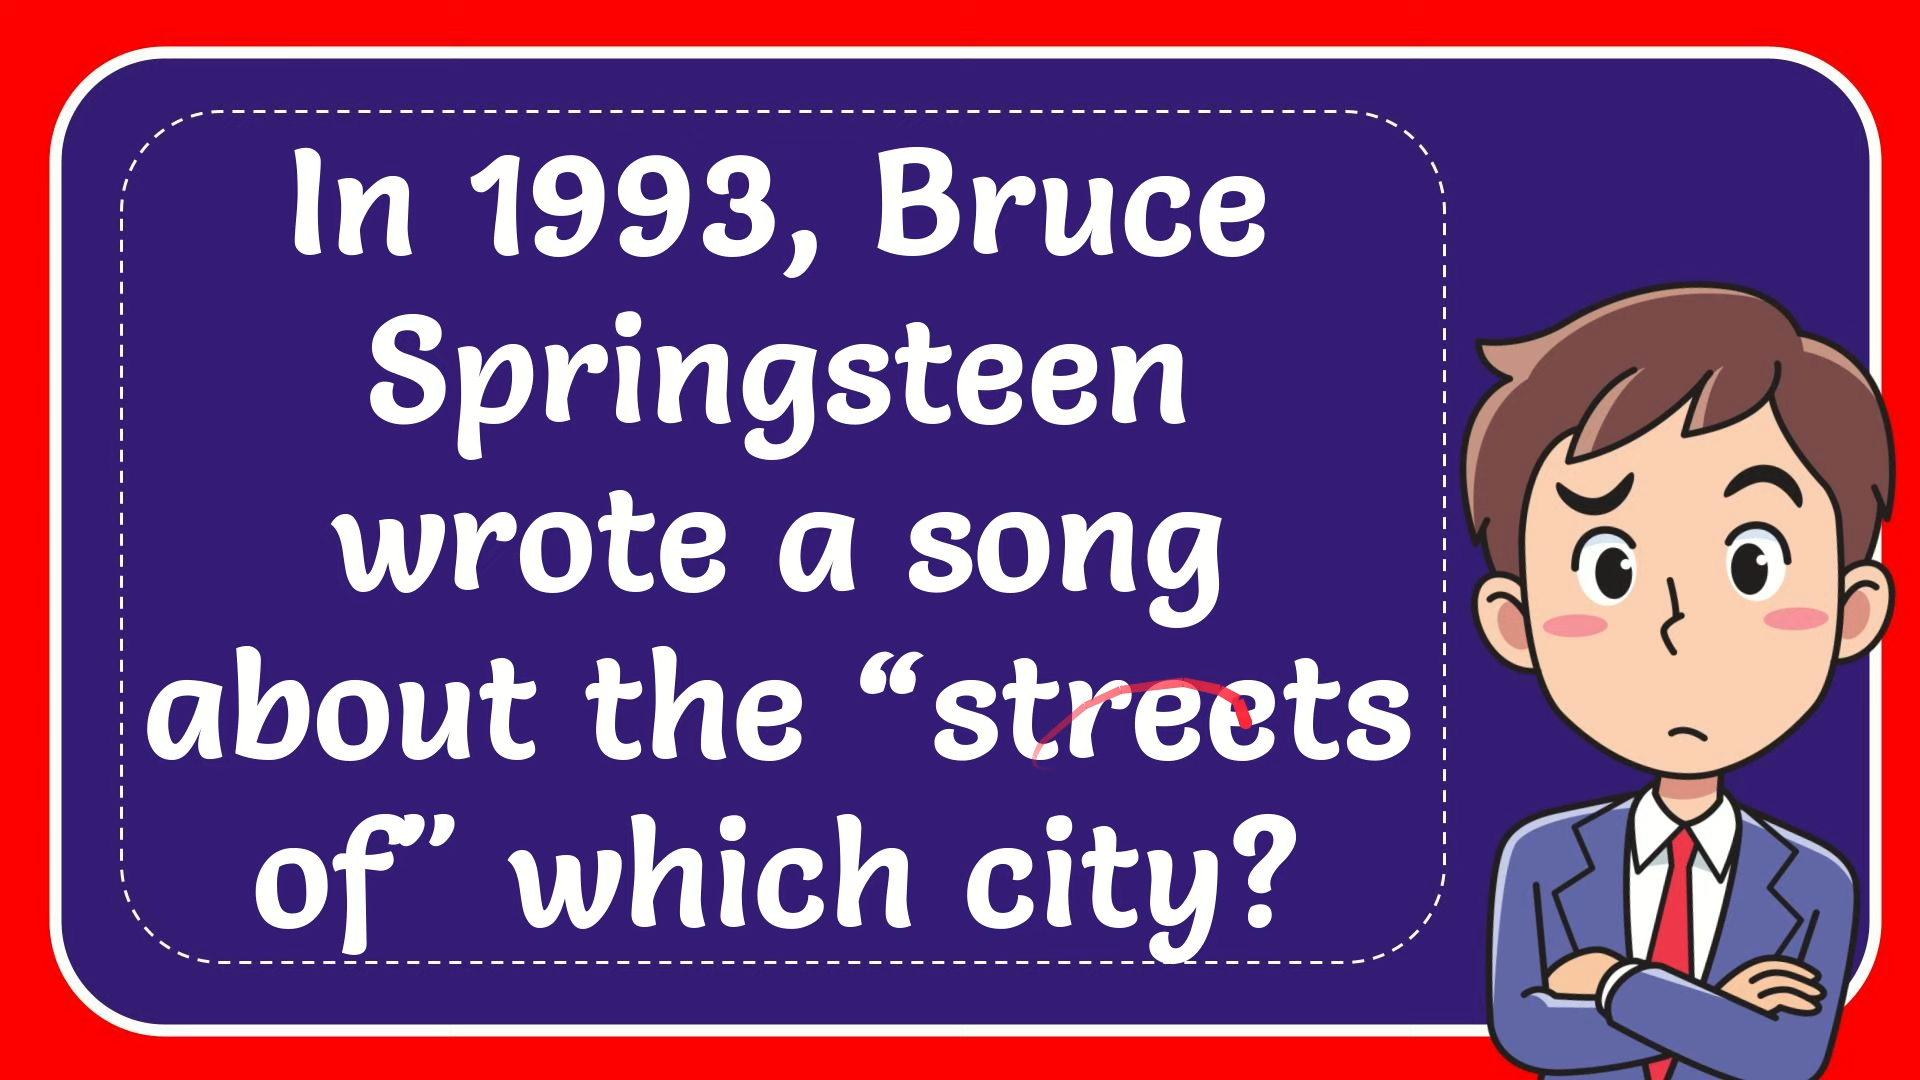 In 1993, Bruce
Springsteen
wrote a song
about the “streets
of” which city?